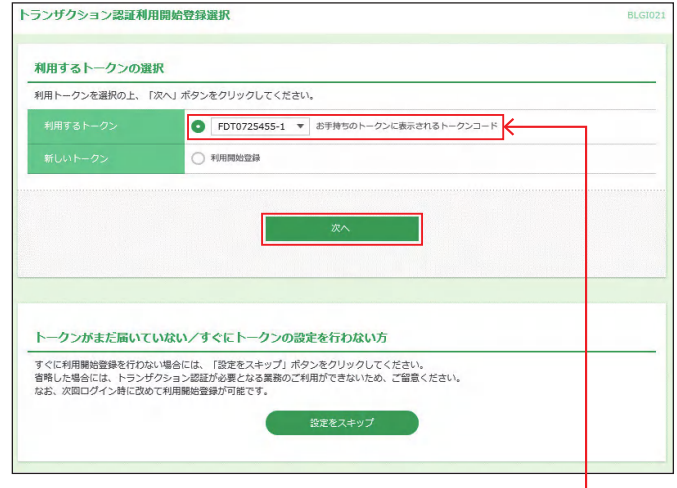 トランザクション認証利用開始登録選択 BLGI021
利用するトークンの選択
利用トークンを選択の上、「次へ」ボタンをクリックしてください。
利用するトークン FDT0725455-1 お手持ちのトークンに表示されるトークンコード
新しいトークン 利用開始登録
次へ
トークンがまだ届いていない／すぐにトークンの設定を行わない方
すぐに利用開始登録を行わない場合には、「設定をスキップ」ボタンをクリックしてください。
省略した場合には、トランザクション認証が必要となる業務のご利用ができないため、ご留意ください。
なお、次回ログイン時に改めて利用開始登録が可能です。
設定をスキップ